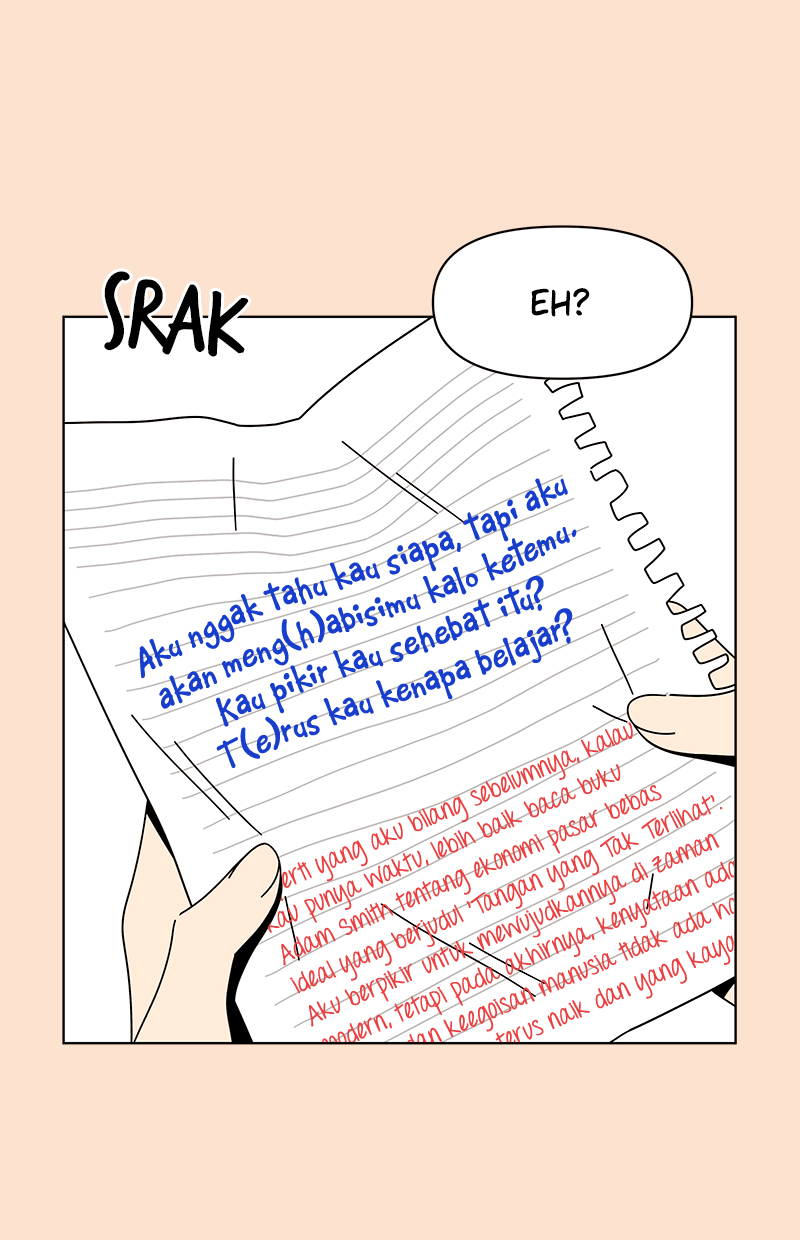 EH?
SRAK
Aku nggak tahu kau siapa, tapi aku
akan meng(h)abisimu kalo ketemu.
Kau pikir kau sehebat itu?
T(e)rus kau kenapa belajar?
erti yang aku bilang sebelumnya, kalau
kau punya waktu, lebih baik baca buku
Adam Smith tentang ekonomi pasar bebas
ideal yang berjudul 'Tangan yang Tak Terlihat'.
Aku berpikir untuk mewujudkannya di zaman
modern, tetapi pada akhirnya, kenyataan ada
dan keegoisan manusia tidak ada ha
terus naik dan yang kaya